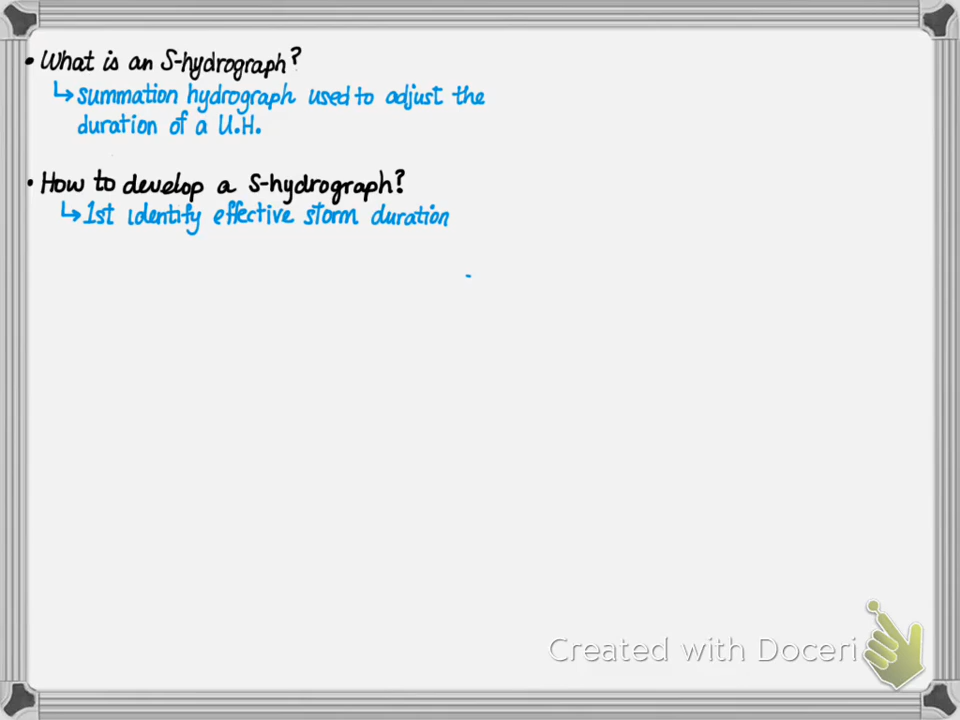 • What is an S-hydrograph?
↳ summation hydrograph used to adjust the
duration of a U.H.
• How to develop a S-hydrograph?
↳ 1st identify effective storm duration
Created with Doceri